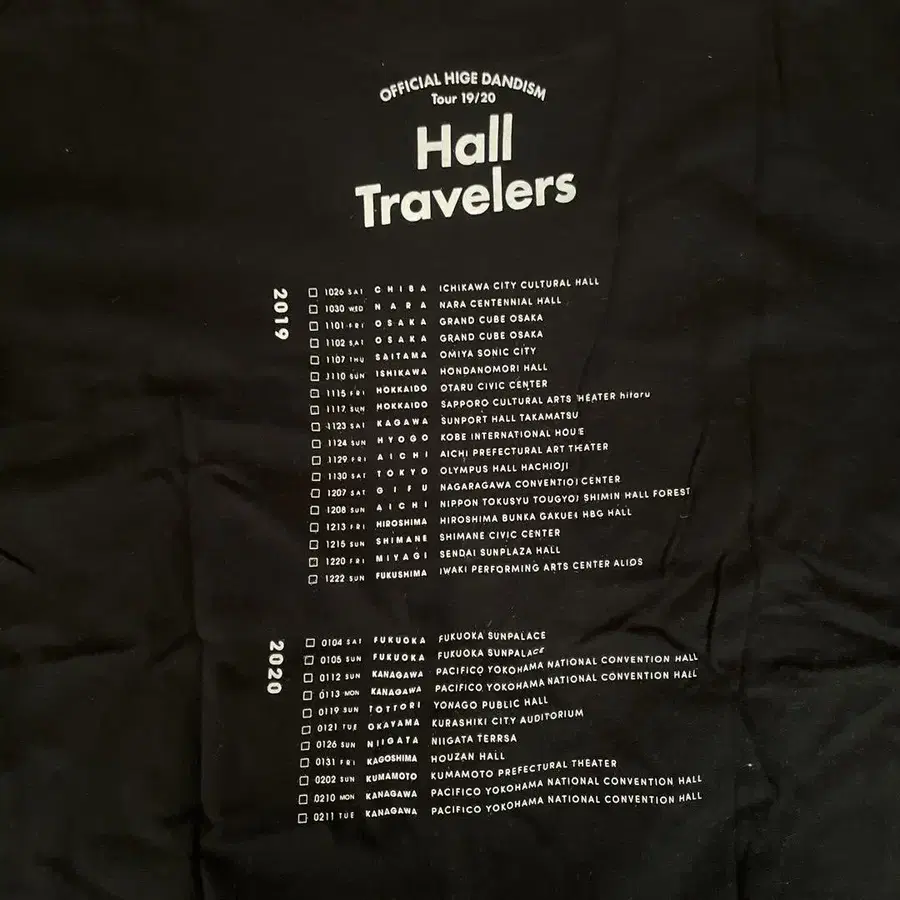 OFFICIAL HIGE DANDISM
Tour 19/20
Hall
Travelers
2019
1026 SAT CHIBA ICHIKAWA CITY CULTURAL HALL
1030 WED NARA NARA CENTENNIAL HALL
1101 FRI OSAKA GRAND CUBE OSAKA
1102 SAT OSAKA GRAND CUBE OSAKA
1107 THU SAITAMA OMIYA SONIC CITY
1110 SUN ISHIKAWA HONDANOMORI HALL
1115 FRI HOKKAIDO OTARU CIVIC CENTER
1117 SUN HOKKAIDO SAPPORO CULTURAL ARTS THEATER hitaru
1123 SAT KAGAWA SUNPORT HALL TAKAMATSU
1124 SUN HYOGO KOBE INTERNATIONAL HOUSE
1129 FRI AICHI AICHI PREFECTURAL ART THEATER
1130 SAT TOKYO OLYMPUS HALL HACHIOJI
1207 SAT GIFU NAGARAGAWA CONVENTION CENTER
1208 SUN AICHI NIPPON TOKUSYU TOUGYOU SHIMIN HALL FOREST
1213 FRI HIROSHIMA HIROSHIMA BUNKA GAKUEN HBG HALL
1215 SUN SHIMANE SHIMANE CIVIC CENTER
1220 FRI MIYAGI SENDAI SUNPLAZA HALL
1222 SUN FUKUSHIMA IWAKI PERFORMING ARTS CENTER ALIOS
2020
0104 SAT FUKUOKA FUKUOKA SUNPALACE
0105 SUN FUKUOKA FUKUOKA SUNPALACE
0112 SUN KANAGAWA PACIFICO YOKOHAMA NATIONAL CONVENTION HALL
0113 MON KANAGAWA PACIFICO YOKOHAMA NATIONAL CONVENTION HALL
0119 SUN TOTTORI YONAGO PUBLIC HALL
0121 TUE OKAYAMA KURASHIKI CITY AUDITORIUM
0126 SUN NIIGATA NIIGATA TERRSA
0131 FRI KAGOSHIMA HOUZAN HALL
0202 SUN KUMAMOTO KUMAMOTO PREFECTURAL THEATER
0210 MON KANAGAWA PACIFICO YOKOHAMA NATIONAL CONVENTION HALL
0211 TUE KANAGAWA PACIFICO YOKOHAMA NATIONAL CONVENTION HALL